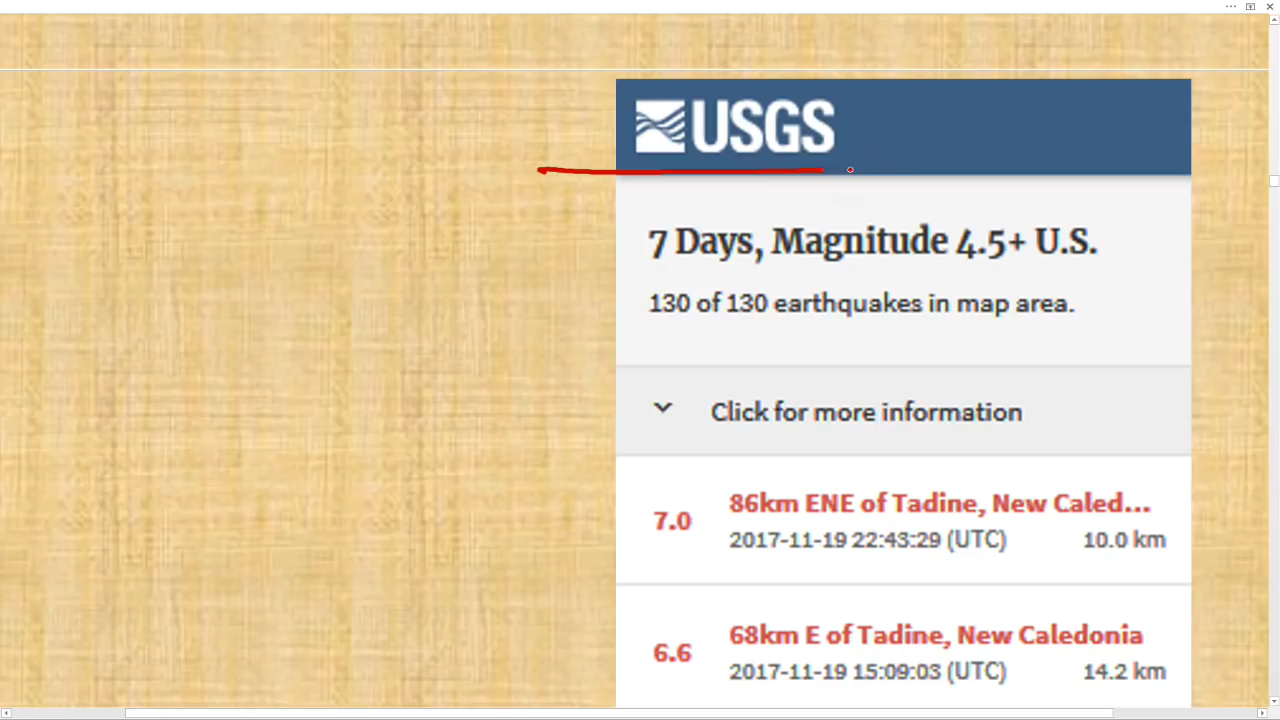 USGS
7 Days, Magnitude 4.5+ U.S.
130 of 130 earthquakes in map area.
Click for more information
7.0
86km ENE of Tadine, New Caled...
2017-11-19 22:43:29 (UTC) 10.0 km
6.6
68km E of Tadine, New Caledonia
2017-11-19 15:09:03 (UTC) 14.2 km